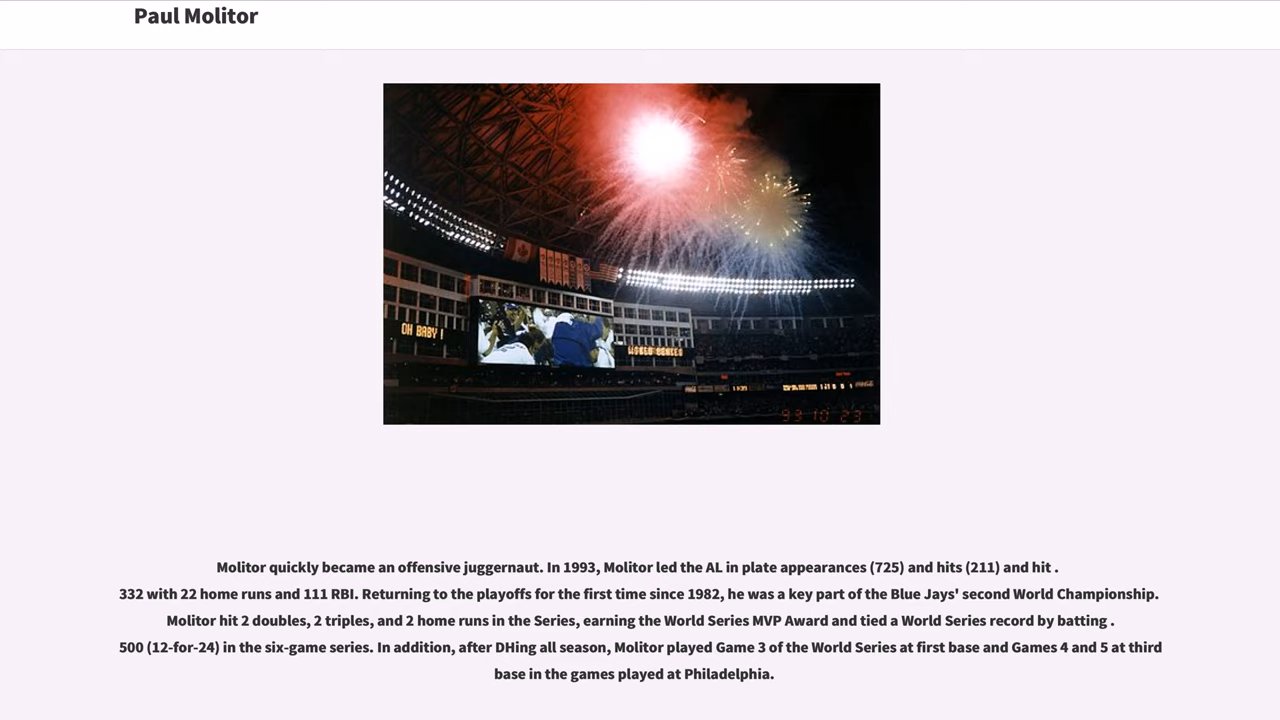 Paul Molitor
OH BABY !
WORLD SERIES
93 10 23
Molitor quickly became an offensive juggernaut. In 1993, Molitor led the AL in plate appearances (725) and hits (211) and hit .
332 with 22 home runs and 111 RBI. Returning to the playoffs for the first time since 1982, he was a key part of the Blue Jays' second World Championship.
Molitor hit 2 doubles, 2 triples, and 2 home runs in the Series, earning the World Series MVP Award and tied a World Series record by batting .
500 (12-for-24) in the six-game series. In addition, after DHing all season, Molitor played Game 3 of the World Series at first base and Games 4 and 5 at third
base in the games played at Philadelphia.